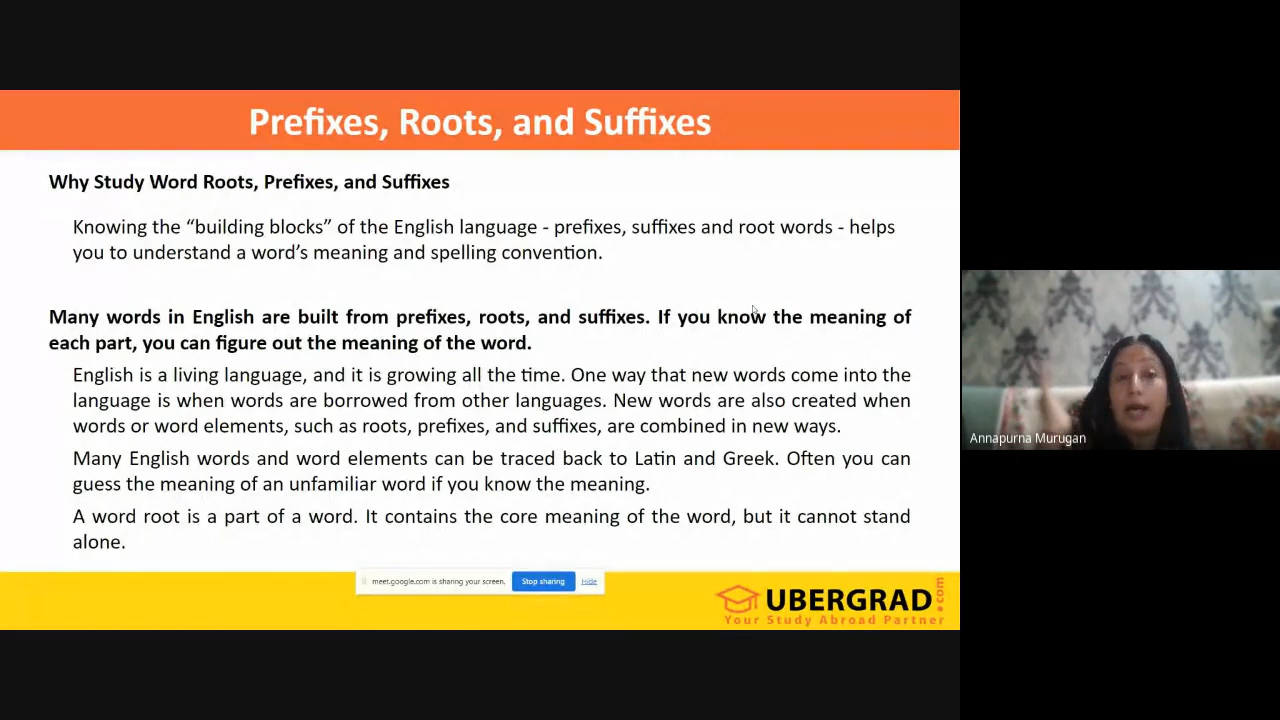 Prefixes, Roots, and Suffixes
Why Study Word Roots, Prefixes, and Suffixes
Knowing the “building blocks” of the English language - prefixes, suffixes and root words - helps
you to understand a word’s meaning and spelling convention.
Many words in English are built from prefixes, roots, and suffixes. If you know the meaning of
each part, you can figure out the meaning of the word.
English is a living language, and it is growing all the time. One way that new words come into the
language is when words are borrowed from other languages. New words are also created when
words or word elements, such as roots, prefixes, and suffixes, are combined in new ways.
Many English words and word elements can be traced back to Latin and Greek. Often you can
guess the meaning of an unfamiliar word if you know the meaning.
A word root is a part of a word. It contains the core meaning of the word, but it cannot stand
alone.
meet.google.com is sharing your screen. Stop sharing Hide
UBERGRAD.com
Your Study Abroad Partner
Annapurna Murugan